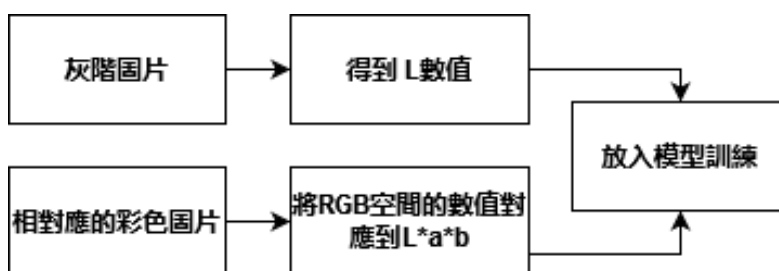 灰階圖片
得到 L數值
放入模型訓練
相對應的彩色圖片
將RGB空間的數值對
應到L*a*b